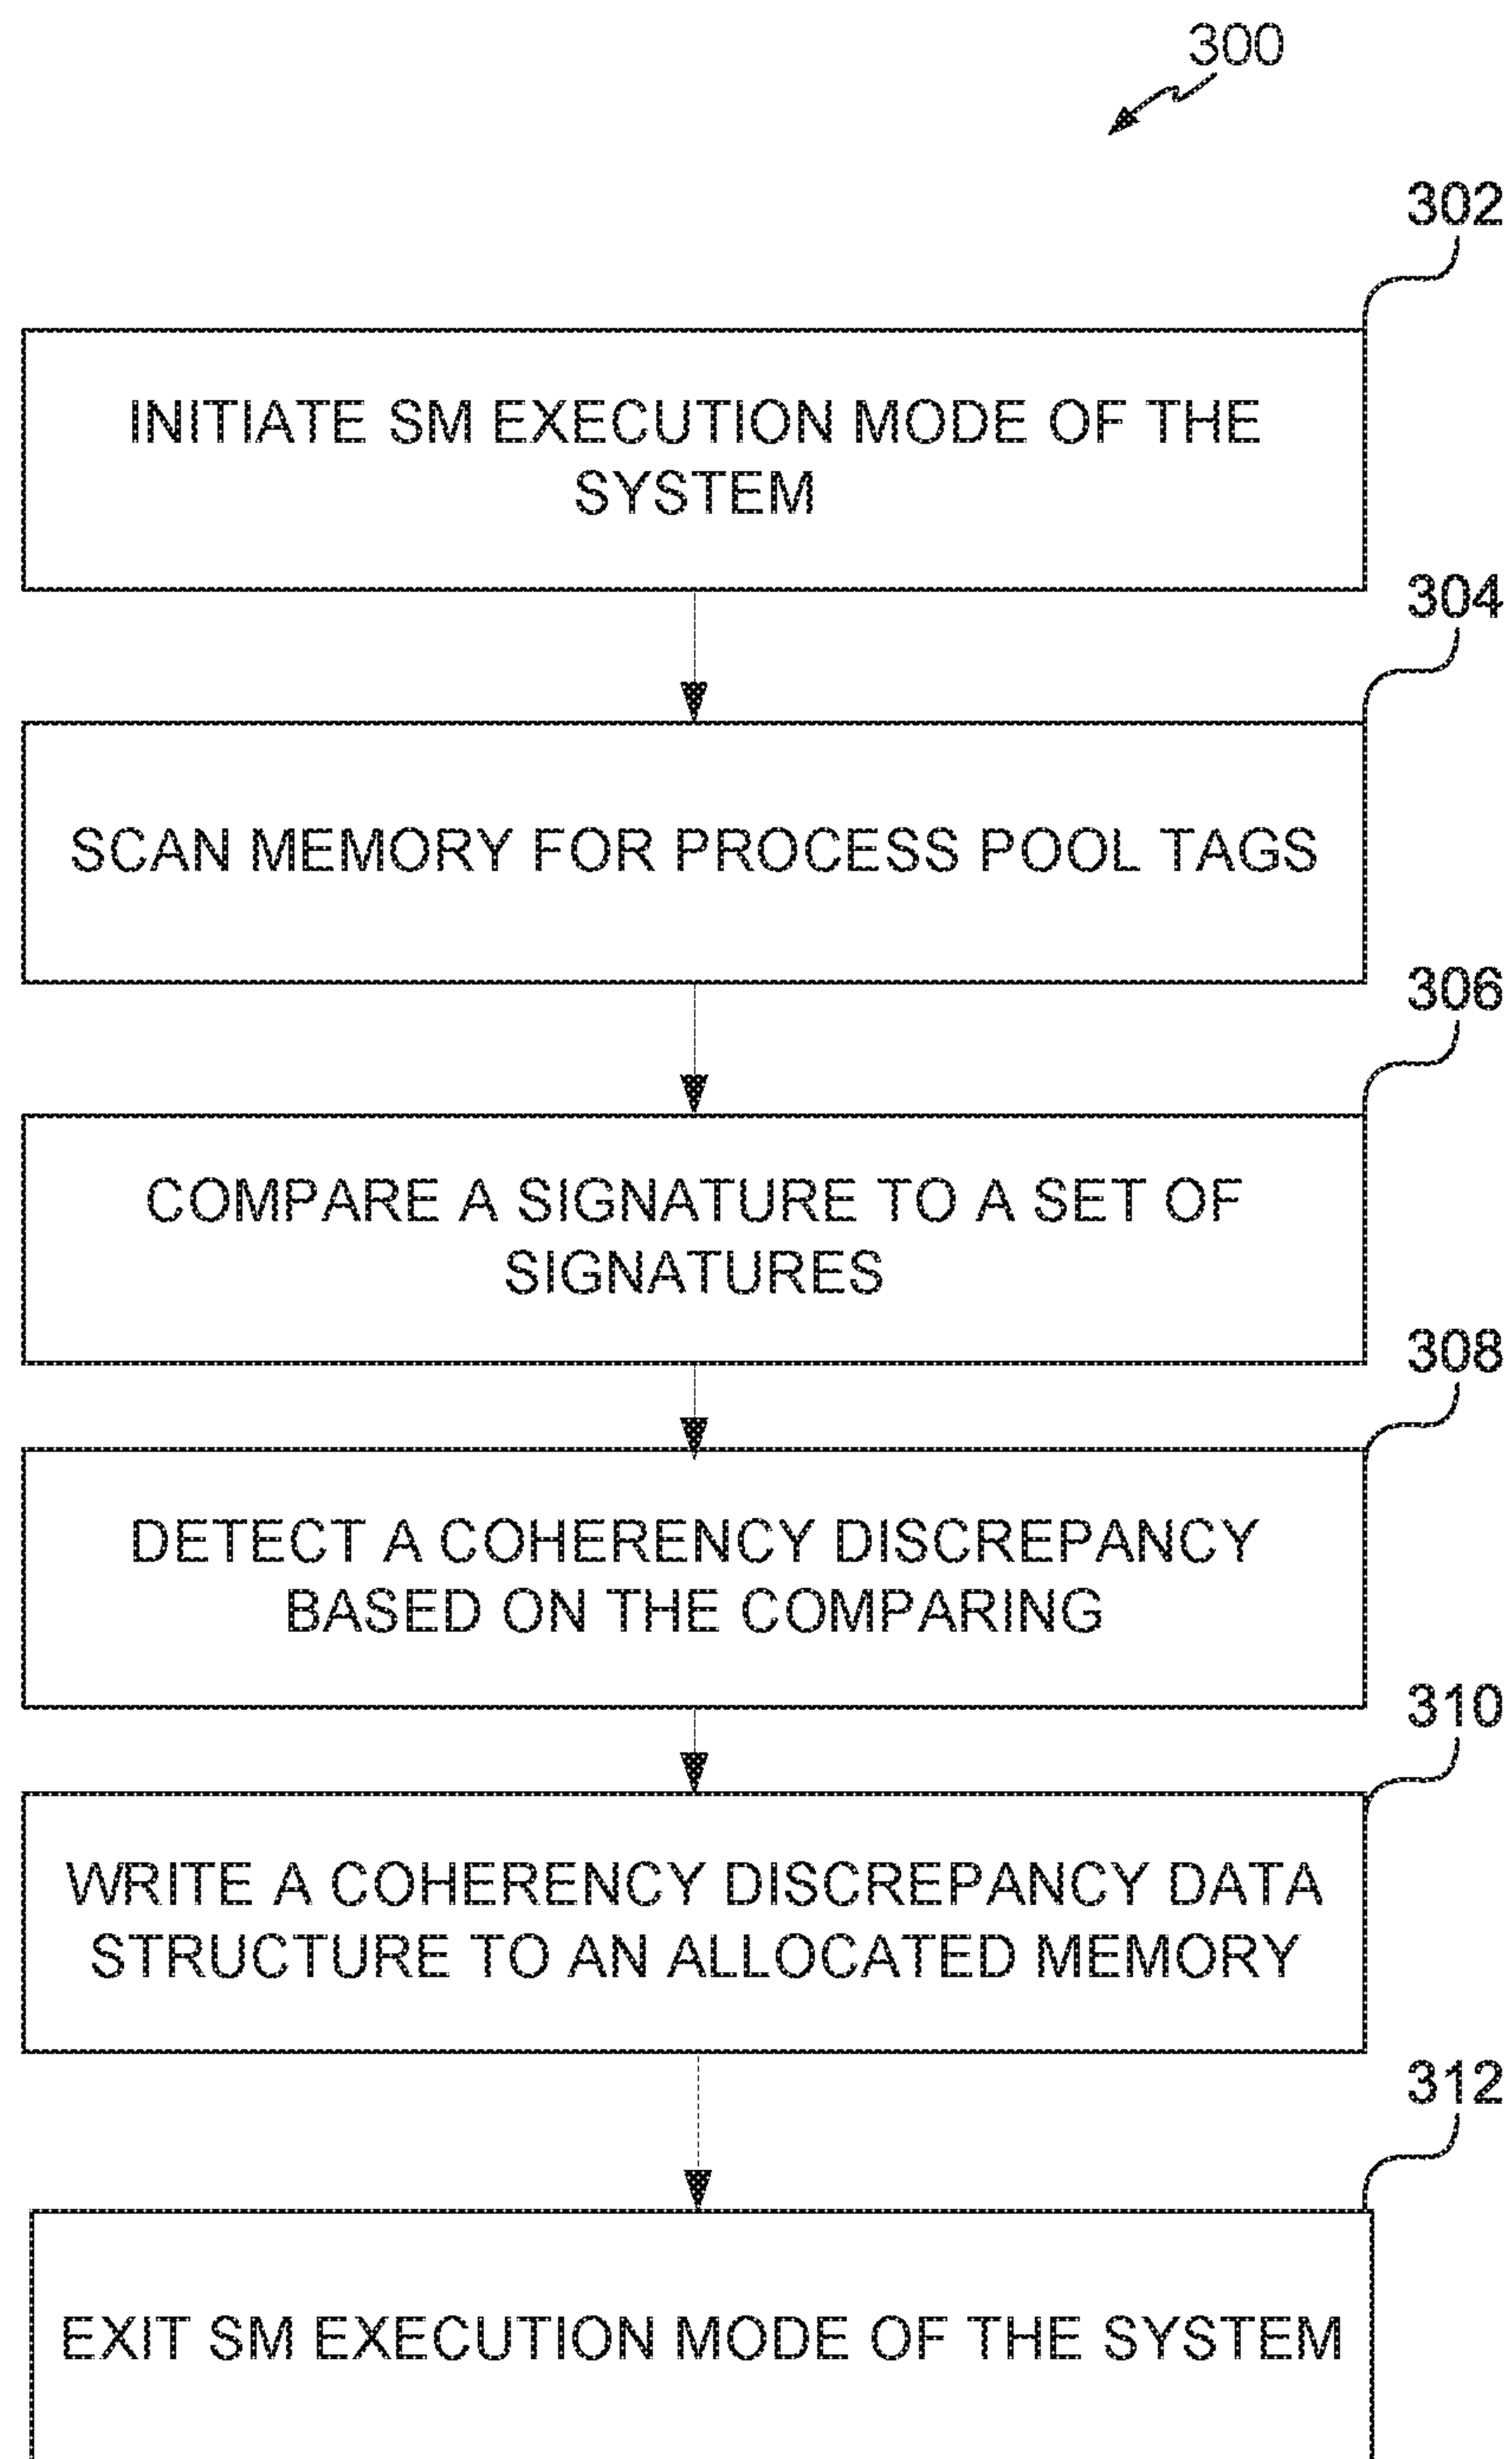 300
302
INITIATE SM EXECUTION MODE OF THE
SYSTEM
304
SCAN MEMORY FOR PROCESS POOL TAGS
306
COMPARE A SIGNATURE TO A SET OF
SIGNATURES
308
DETECT A COHERENCY DISCREPANCY
BASED ON THE COMPARING
310
WRITE A COHERENCY DISCREPANCY DATA
STRUCTURE TO AN ALLOCATED MEMORY
312
EXIT SM EXECUTION MODE OF THE SYSTEM